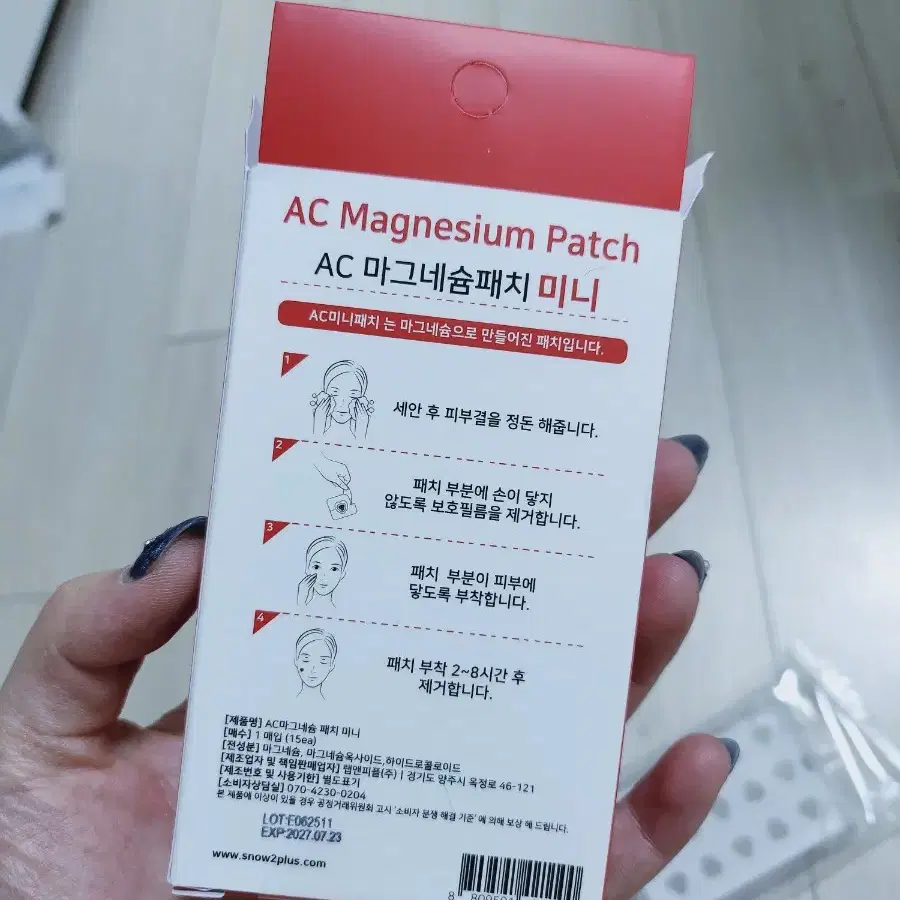 AC Magnesium Patch
AC 마그네슘패치 미니
AC미니패치 는 마그네슘으로 만들어진 패치입니다.
1
세안 후 피부결을 정돈 해줍니다.
2
패치 부분에 손이 닿지
않도록 보호필름을 제거합니다.
3
패치 부분이 피부에
닿도록 부착합니다.
4
패치 부착 2~8시간 후
제거합니다.
[제품명] AC마그네슘 패치 미니
[매수] 1 매입 (15ea)
[전성분] 마그네슘, 마그네슘옥사이드,하이드로콜로이드
[제조업자 및 책임판매업자] 랩앤피플(주) | 경기도 양주시 옥정로 46-121
[제조번호 및 사용기한] 별도표기
[소비자상담실] 070-4230-0204
본 제품에 이상이 있을 경우 공정거래위원회 고시 '소비자 분쟁 해결 기준' 에 의해 보상 해 드립니다.
LOT:E062511
EXP:2027.07.23
www.snow2plus.com